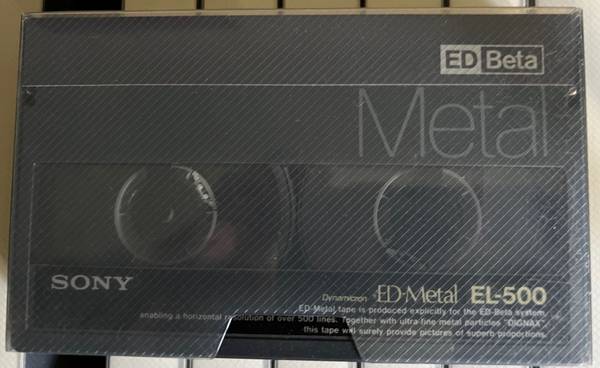 ED Beta
Metal
SONY
Dynamicron ED-Metal EL-500
ED-Metal tape is produced explicitly for the ED-Beta system,
enabling a horizontal resolution of over 500 lines. Together with ultra fine metal particles "DIGNAX"
this tape will surely provide pictures of superb proportions.